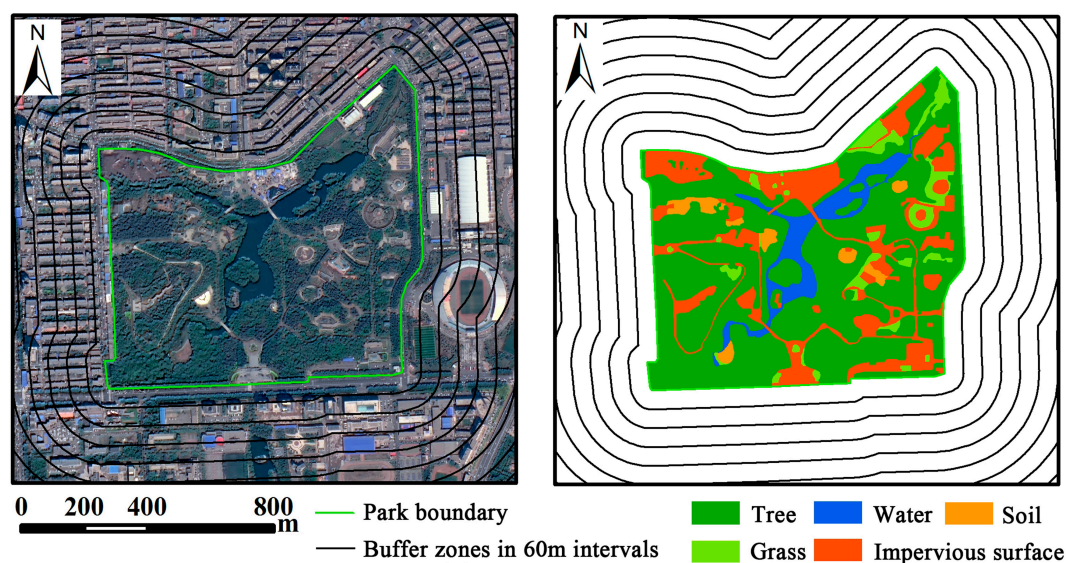 N
N
0 200 400 800
m
Park boundary
Buffer zones in 60m intervals
Tree Water Soil
Grass Impervious surface